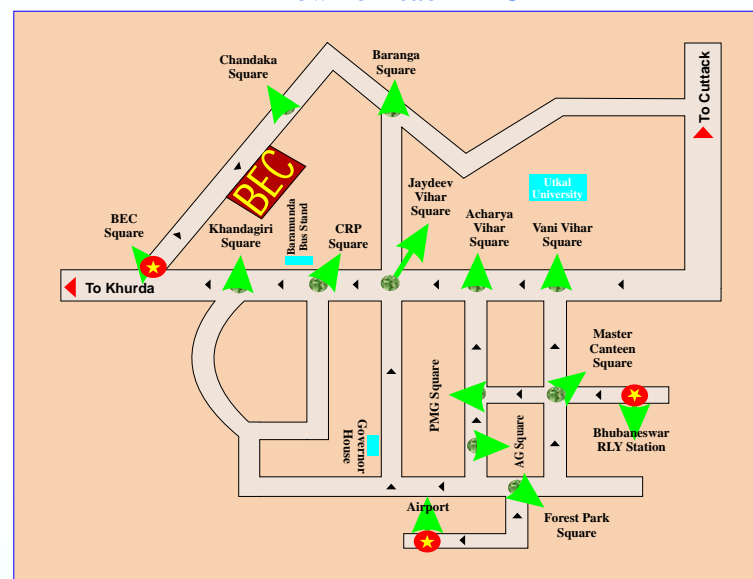 Chandaka
Square
Baranga
Square
To Cuttack
BEC
Jaydeev
Vihar
Square
Utkal
University
BEC
Square
Khandagiri
Square
Baramunda
Bus Stand
CRP
Square
Acharya
Vihar
Square
Vani Vihar
Square
To Khurda
Master
Canteen
Square
PMG Square
Governor
House
AG Square
Bhubaneswar
RLY Station
Airport
Forest Park
Square